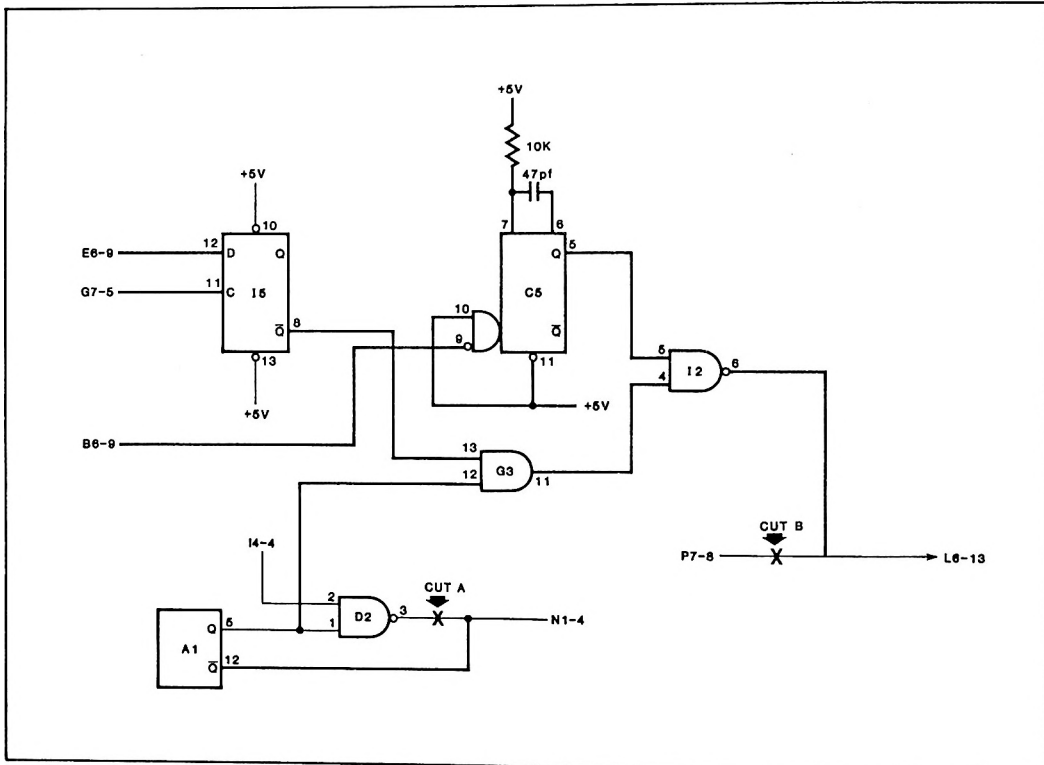 +5V
10K
47pf
+5V
7
6
10
12
E6-9
D
Q
Q
5
11
G7-5
C
I5
C5
10
Q̅
8
9
Q̅
13
11
5
I2
6
4
+5V
+5V
B6-9
13
G3
12
11
I4-4
CUT B
P7-8
X
L6-13
CUT A
2
D2
3
X
N1-4
Q
5
1
A1
Q̅
12